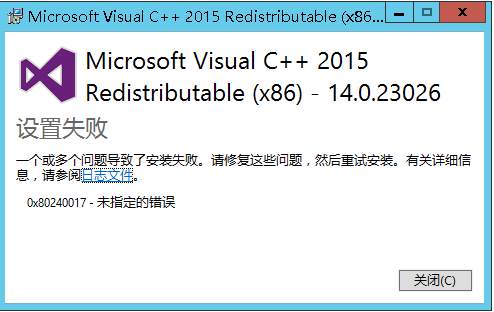 Microsoft Visual C++ 2015 Redistributable (x86...
Microsoft Visual C++ 2015
Redistributable (x86) - 14.0.23026
设置失败
一个或多个问题导致了安装失败。请修复这些问题，然后重试安装。有关详细信
息，请参阅日志文件。
0x80240017 - 未指定的错误
关闭(C)